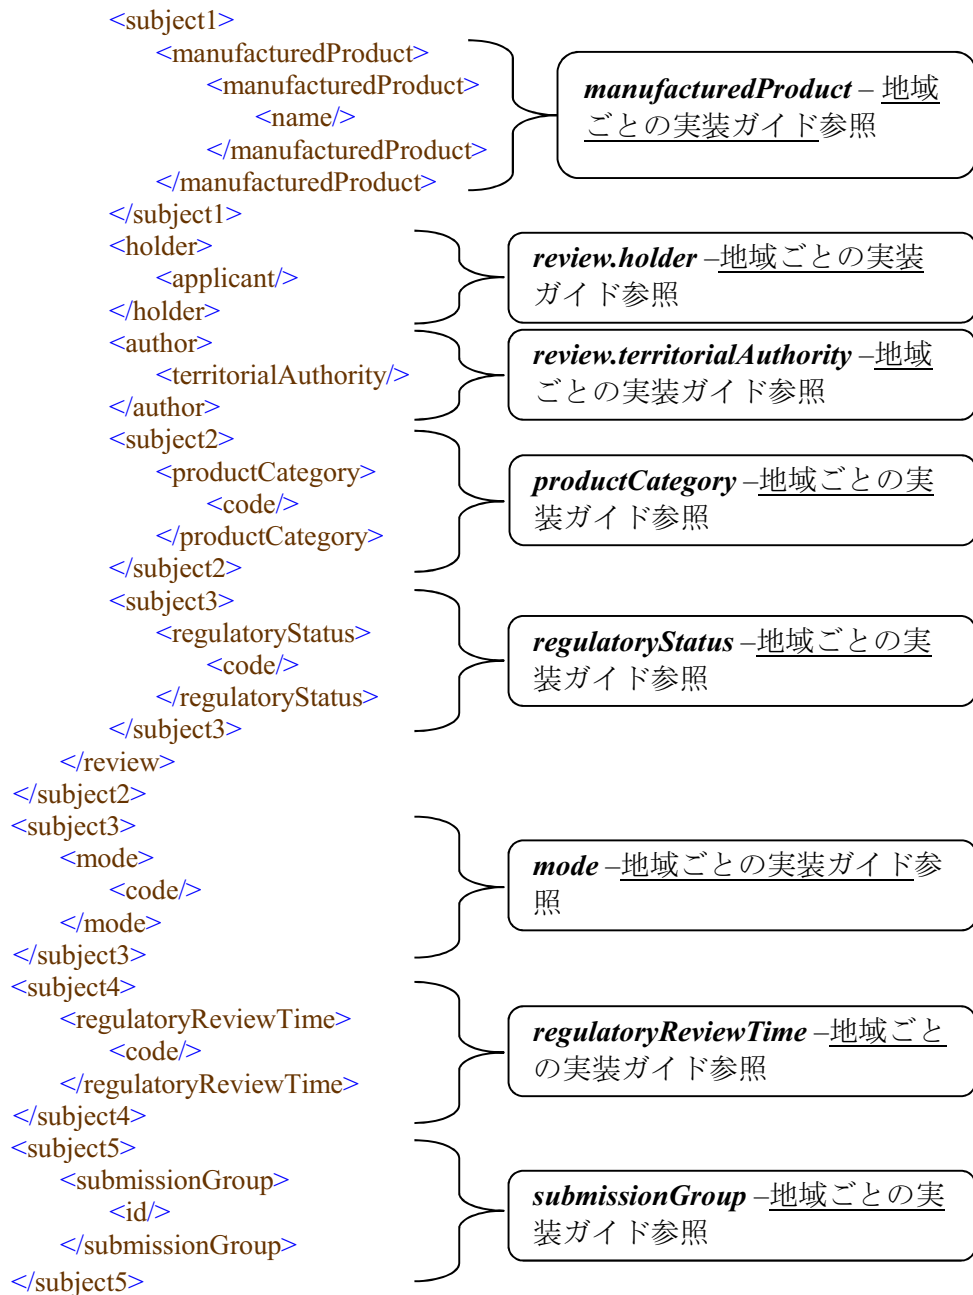 <subject1>
<manufacturedProduct>
<manufacturedProduct>
<name/>
</manufacturedProduct>
</manufacturedProduct>
</subject1>
manufacturedProduct – 地域
ごとの実装ガイド参照
<holder>
<applicant/>
</holder>
review.holder –地域ごとの実装
ガイド参照
<author>
<territorialAuthority/>
</author>
review.territorialAuthority –地域
ごとの実装ガイド参照
<subject2>
<productCategory>
<code/>
</productCategory>
</subject2>
productCategory –地域ごとの実
装ガイド参照
<subject3>
<regulatoryStatus>
<code/>
</regulatoryStatus>
</subject3>
regulatoryStatus –地域ごとの実
装ガイド参照
</review>
</subject2>
<subject3>
<mode>
<code/>
</mode>
</subject3>
mode –地域ごとの実装ガイド参
照
<subject4>
<regulatoryReviewTime>
<code/>
</regulatoryReviewTime>
</subject4>
regulatoryReviewTime –地域ごと
の実装ガイド参照
<subject5>
<submissionGroup>
<id/>
</submissionGroup>
</subject5>
submissionGroup –地域ごとの実
装ガイド参照